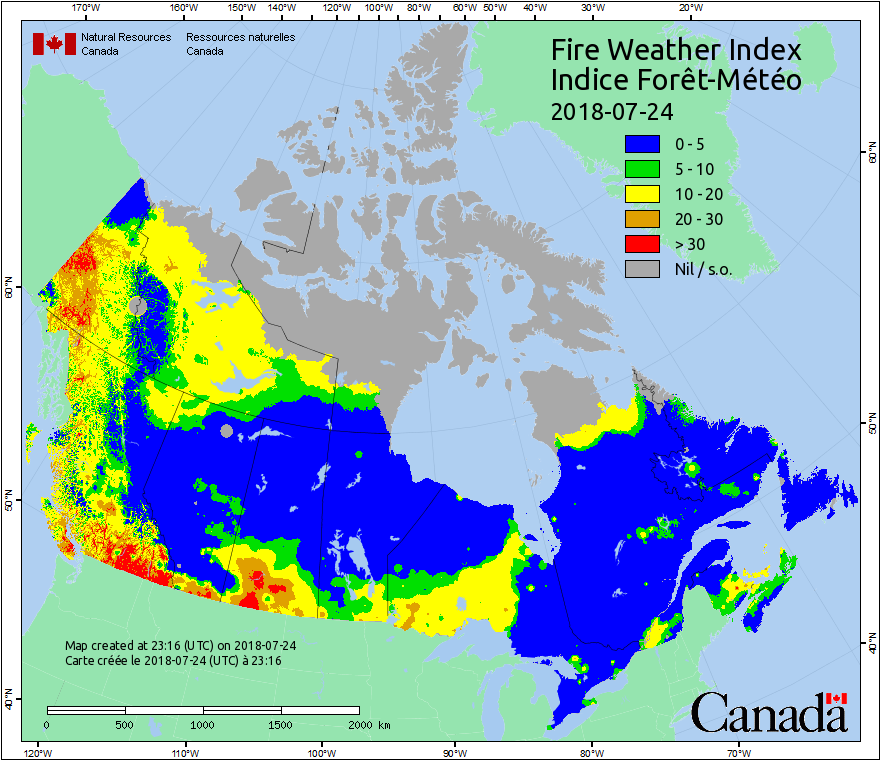 170°W 160°W 150°W 140°W 130°W 120°W 110°W 100°W 90°W 80°W 60°W 50°W 40°W 30°W 20°W
Natural Resources Ressources naturelles
Canada Canada
Fire Weather Index
Indice Forêt-Météo
2018-07-24
0 - 5
5 - 10
10 - 20
20 - 30
> 30
Nil / s.o.
60°N
60°N
50°N
50°N
40°N
40°N
Map created at 23:16 (UTC) on 2018-07-24
Carte créée le 2018-07-24 (UTC) à 23:16
0 500 1000 1500 2000 km
Canada
120°W 110°W 100°W 90°W 80°W 70°W